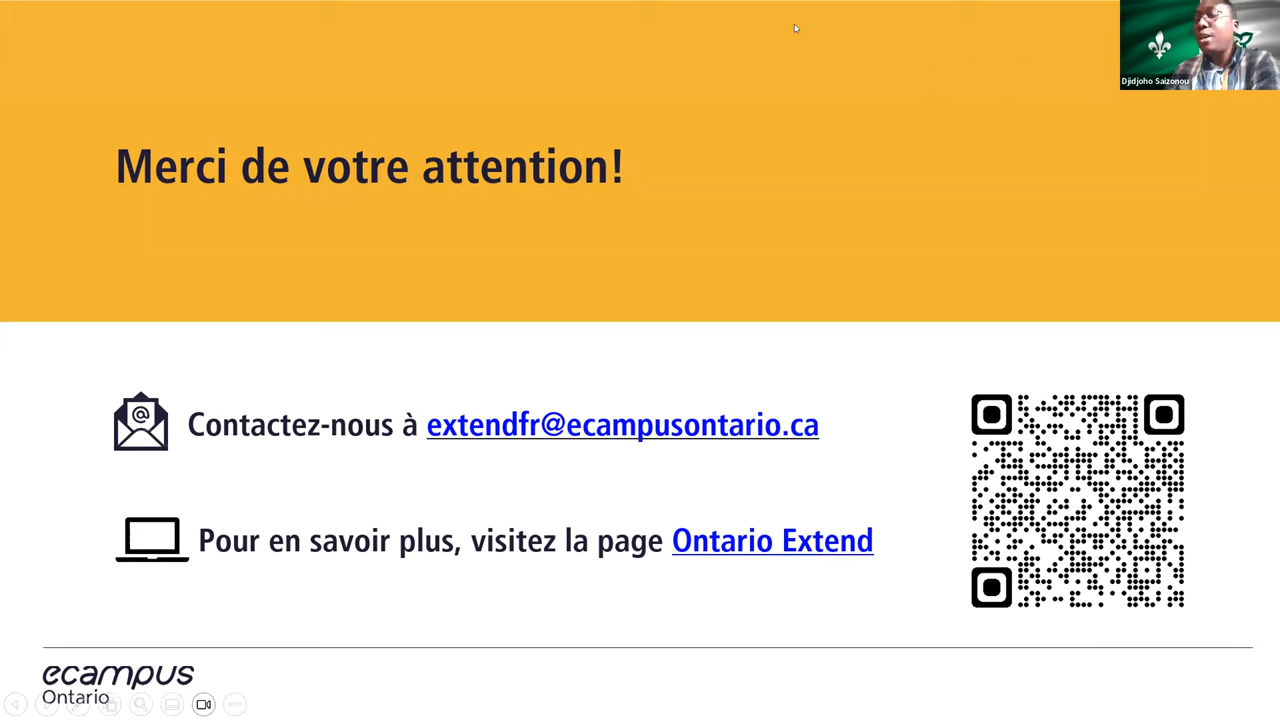 Djidjoho Saizonou
Merci de votre attention!
@
Contactez-nous à extendfr@ecampusontario.ca
Pour en savoir plus, visitez la page Ontario Extend
ecampus
Ontario